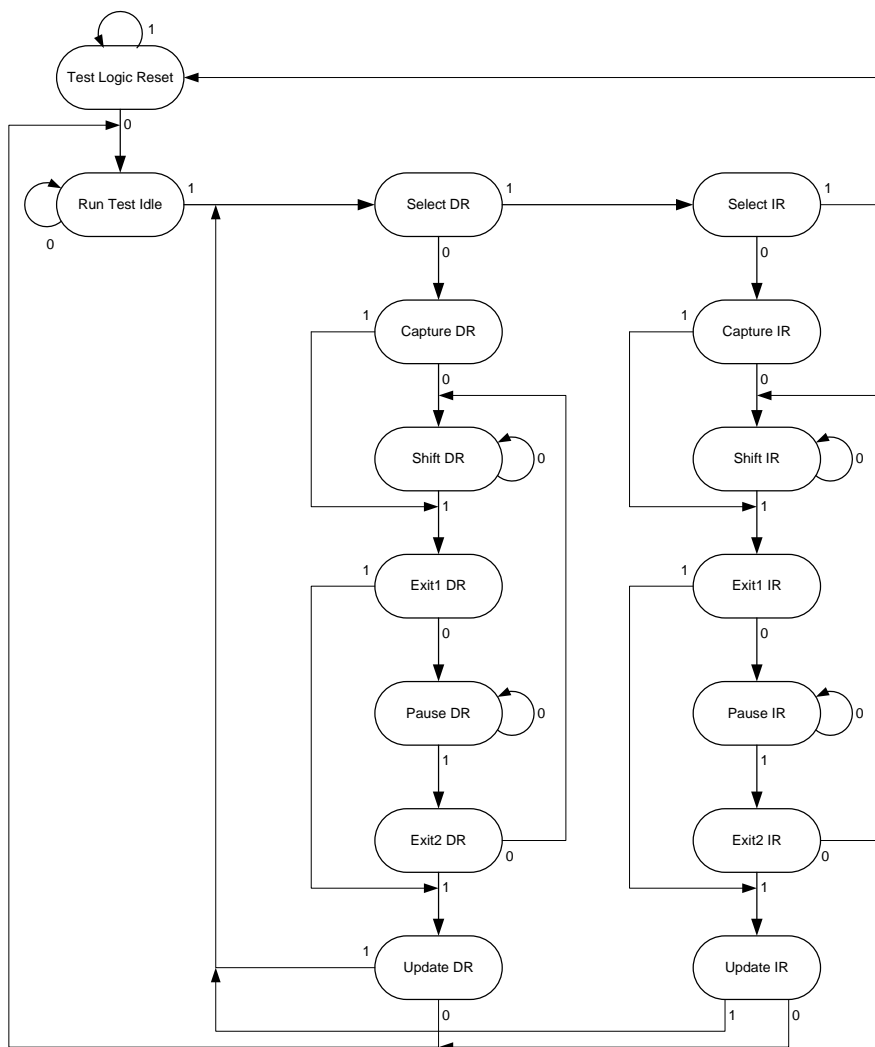 1
Test Logic Reset
0
Run Test Idle
1
0
Select DR
1
0
Select IR
1
0
1
Capture DR
0
1
Capture IR
0
Shift DR
0
1
Shift IR
0
1
1
Exit1 DR
0
1
Exit1 IR
0
Pause DR
0
1
Pause IR
0
1
Exit2 DR
0
1
Exit2 IR
0
1
1
Update DR
0
Update IR
1
0